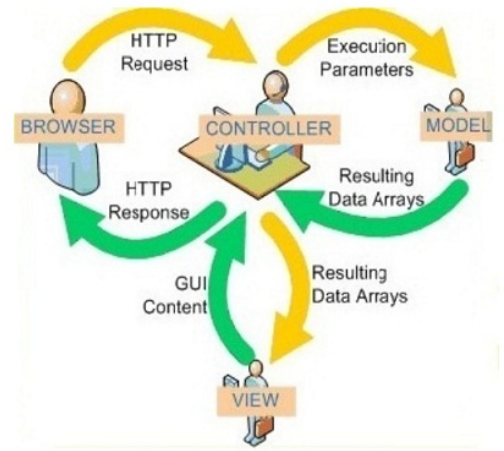 HTTP
Request
Execution
Parameters
BROWSER
CONTROLLER
MODEL
HTTP
Response
Resulting
Data Arrays
GUI
Content
Resulting
Data Arrays
VIEW